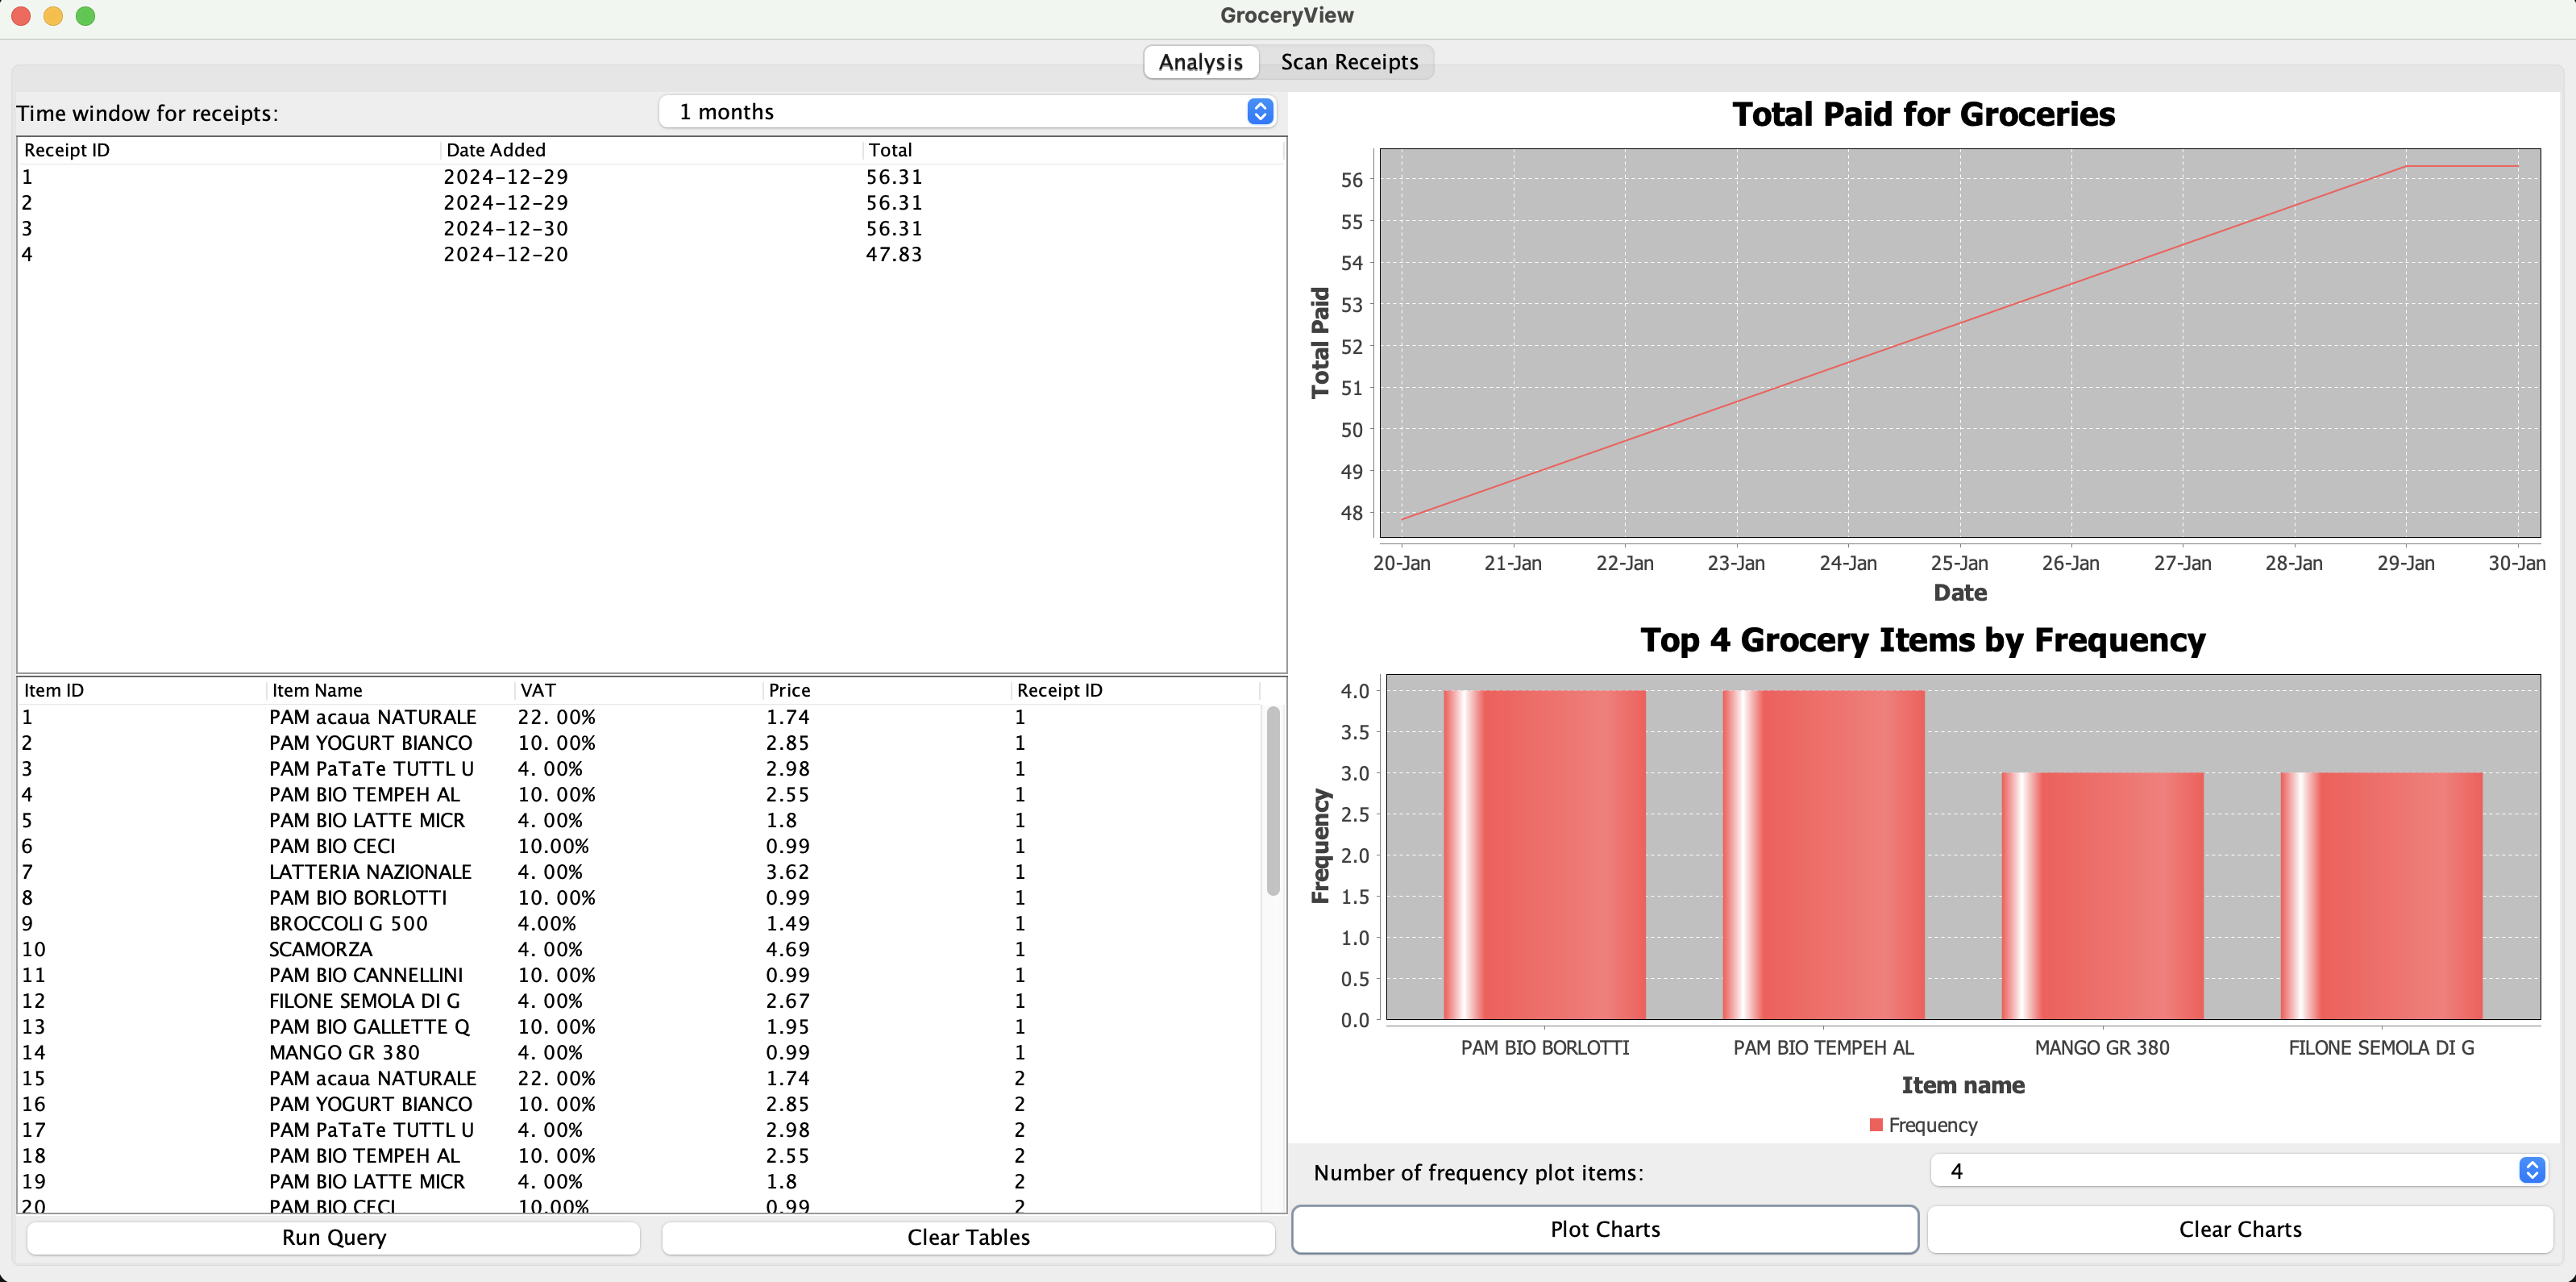 GroceryView
Analysis Scan Receipts
Time window for receipts: 1 months
Receipt ID Date Added Total
1 2024-12-29 56.31
2 2024-12-29 56.31
3 2024-12-30 56.31
4 2024-12-20 47.83
Item ID Item Name VAT Price Receipt ID
1 PAM acaua NATURALE 22. 00% 1.74 1
2 PAM YOGURT BIANCO 10. 00% 2.85 1
3 PAM PaTaTe TUTTL U 4. 00% 2.98 1
4 PAM BIO TEMPEH AL 10. 00% 2.55 1
5 PAM BIO LATTE MICR 4. 00% 1.8 1
6 PAM BIO CECI 10.00% 0.99 1
7 LATTERIA NAZIONALE 4. 00% 3.62 1
8 PAM BIO BORLOTTI 10. 00% 0.99 1
9 BROCCOLI G 500 4.00% 1.49 1
10 SCAMORZA 4. 00% 4.69 1
11 PAM BIO CANNELLINI 10. 00% 0.99 1
12 FILONE SEMOLA DI G 4. 00% 2.67 1
13 PAM BIO GALLETTE Q 10. 00% 1.95 1
14 MANGO GR 380 4. 00% 0.99 1
15 PAM acaua NATURALE 22. 00% 1.74 2
16 PAM YOGURT BIANCO 10. 00% 2.85 2
17 PAM PaTaTe TUTTL U 4. 00% 2.98 2
18 PAM BIO TEMPEH AL 10. 00% 2.55 2
19 PAM BIO LATTE MICR 4. 00% 1.8 2
20 PAM BIO CECI 10.00% 0.99 2
Run Query Clear Tables
Total Paid for Groceries
Total Paid
56
55
54
53
52
51
50
49
48
20-Jan 21-Jan 22-Jan 23-Jan 24-Jan 25-Jan 26-Jan 27-Jan 28-Jan 29-Jan 30-Jan
Date
Top 4 Grocery Items by Frequency
Frequency
4.0
3.5
3.0
2.5
2.0
1.5
1.0
0.5
0.0
PAM BIO BORLOTTI PAM BIO TEMPEH AL MANGO GR 380 FILONE SEMOLA DI G
Item name
Frequency
Number of frequency plot items: 4
Plot Charts Clear Charts